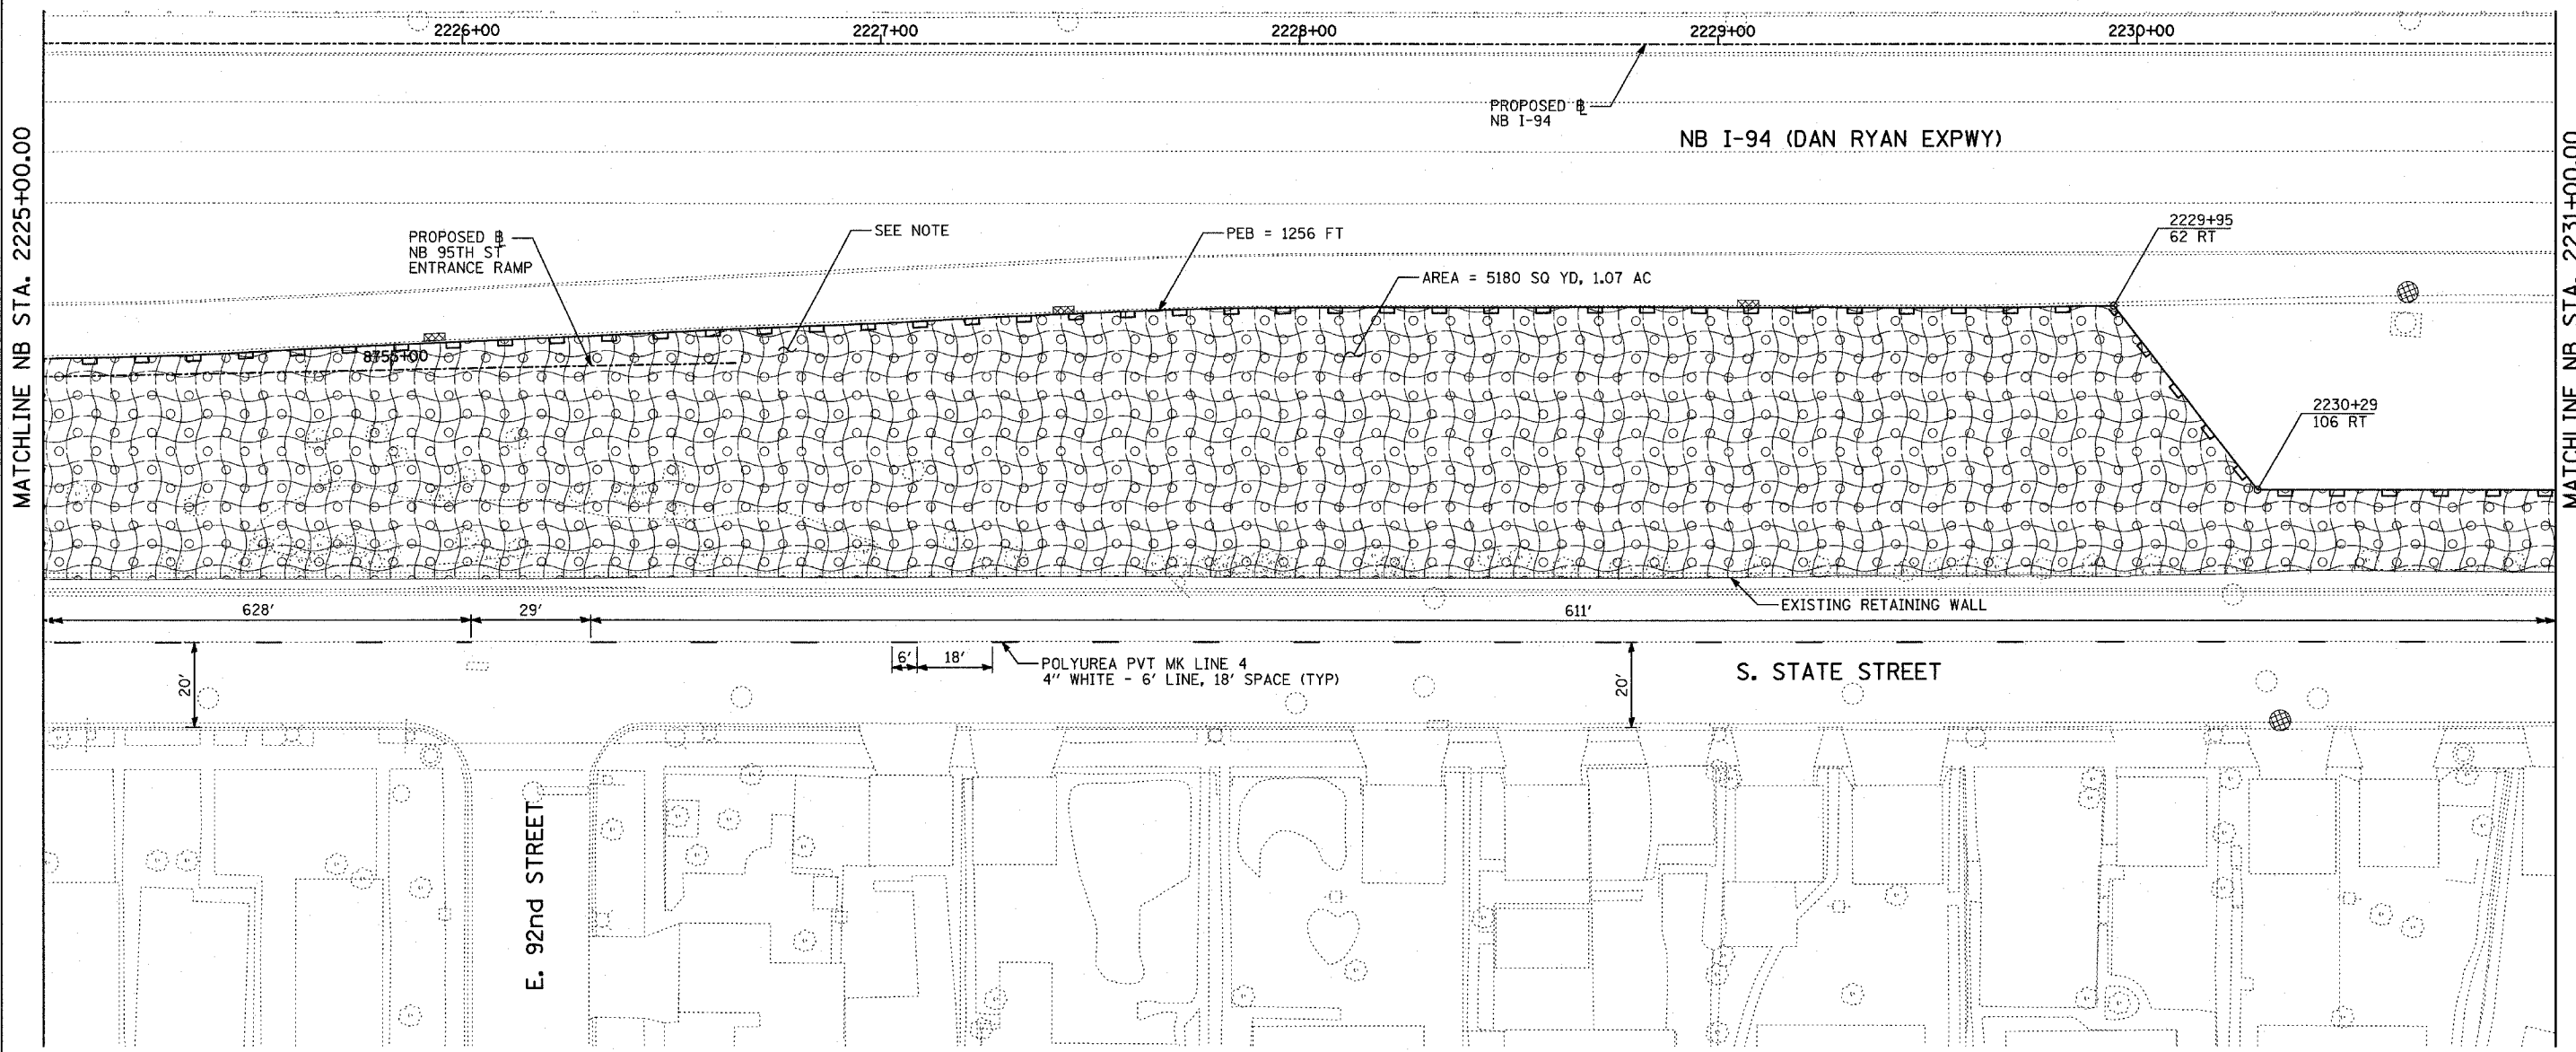 2226+00
2227+00
2228+00
2229+00
2230+00
MATCHLINE NB STA. 2225+00.00
MATCHLINE NB STA. 2231+00.00
PROPOSED ℄
NB I-94
NB I-94 (DAN RYAN EXPWY)
PROPOSED ℄
NB 95TH ST
ENTRANCE RAMP
SEE NOTE
PEB = 1256 FT
AREA = 5180 SQ YD, 1.07 AC
2229+95
62 RT
8755+00
2230+29
106 RT
628'
29'
611'
EXISTING RETAINING WALL
20'
6'
18'
POLYUREA PVT MK LINE 4
4" WHITE - 6' LINE, 18' SPACE (TYP)
20'
S. STATE STREET
E. 92nd STREET